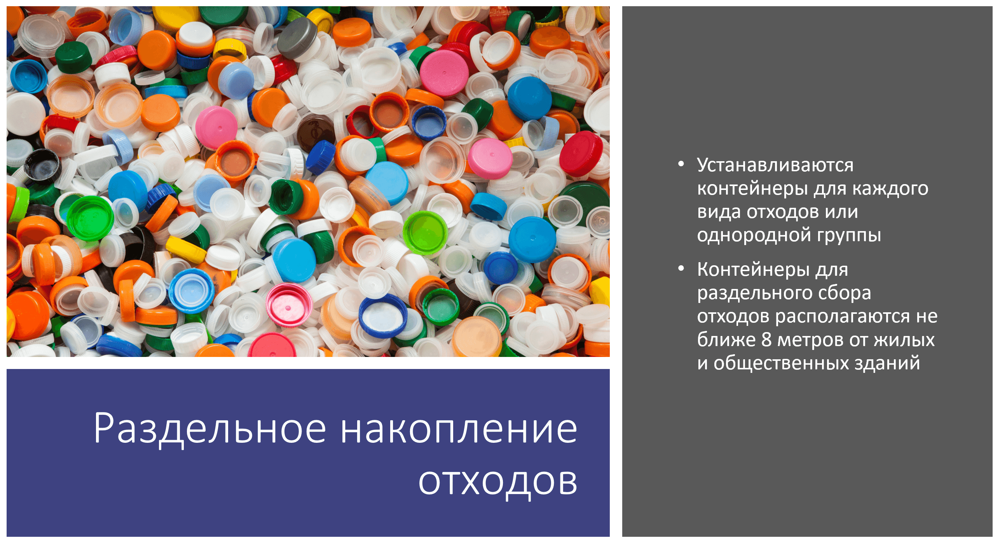 Раздельное накопление
отходов
• Устанавливаются
контейнеры для каждого
вида отходов или
однородной группы
• Контейнеры для
раздельного сбора
отходов располагаются не
ближе 8 метров от жилых
и общественных зданий